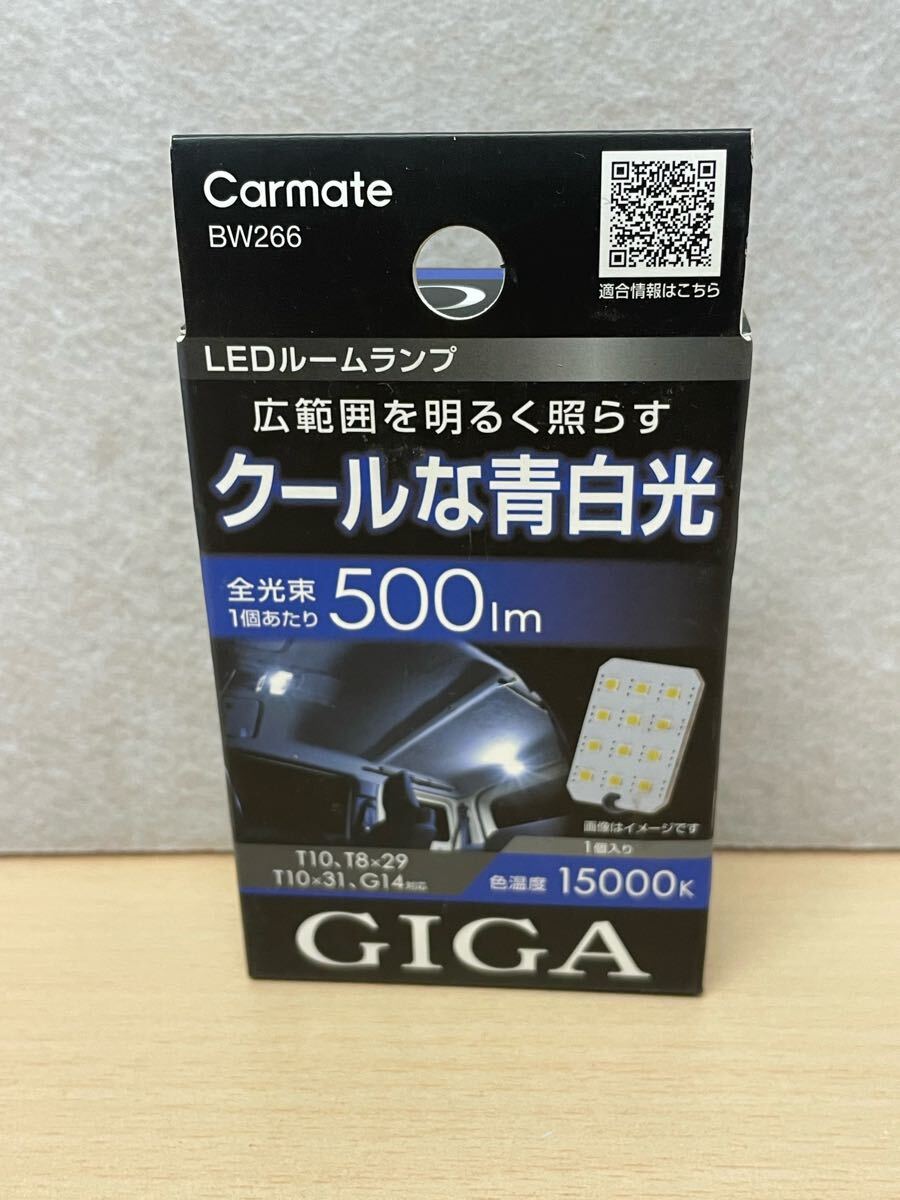 Carmate
BW266
適合情報はこちら
LEDルームランプ
広範囲を明るく照らす
クールな青白光
全光束
1個あたり 500lm
画像はイメージです
1個入り
T10、T8×29
T10×31、G14対応
色温度 15000K
GIGA